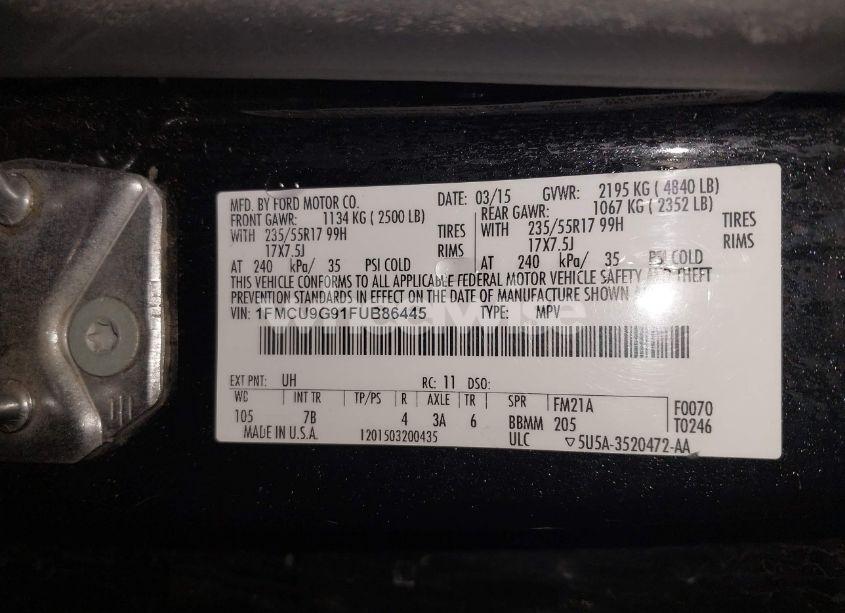 MFD. BY FORD MOTOR CO. DATE: 03/15 GVWR: 2195 KG ( 4840 LB)
FRONT GAWR: 1134 KG ( 2500 LB) REAR GAWR: 1067 KG ( 2352 LB)
WITH 235/55R17 99H TIRES WITH 235/55R17 99H TIRES
17X7.5J RIMS 17X7.5J RIMS
AT 240 kPa/ 35 PSI COLD AT 240 kPa/ 35 PSI COLD
THIS VEHICLE CONFORMS TO ALL APPLICABLE FEDERAL MOTOR VEHICLE SAFETY AND THEFT
PREVENTION STANDARDS IN EFFECT ON THE DATE OF MANUFACTURE SHOWN
VIN: 1FMCU9G91FUB86445 TYPE: MPV
EXT PNT: UH RC: 11 DSO:
WB INT TR TP/PS R AXLE TR SPR FM21A F0070
105 7B 4 3A 6 BBMM 205 T0246
MADE IN U.S.A. 1201503200435 ULC ▽5U5A-3520472-AA